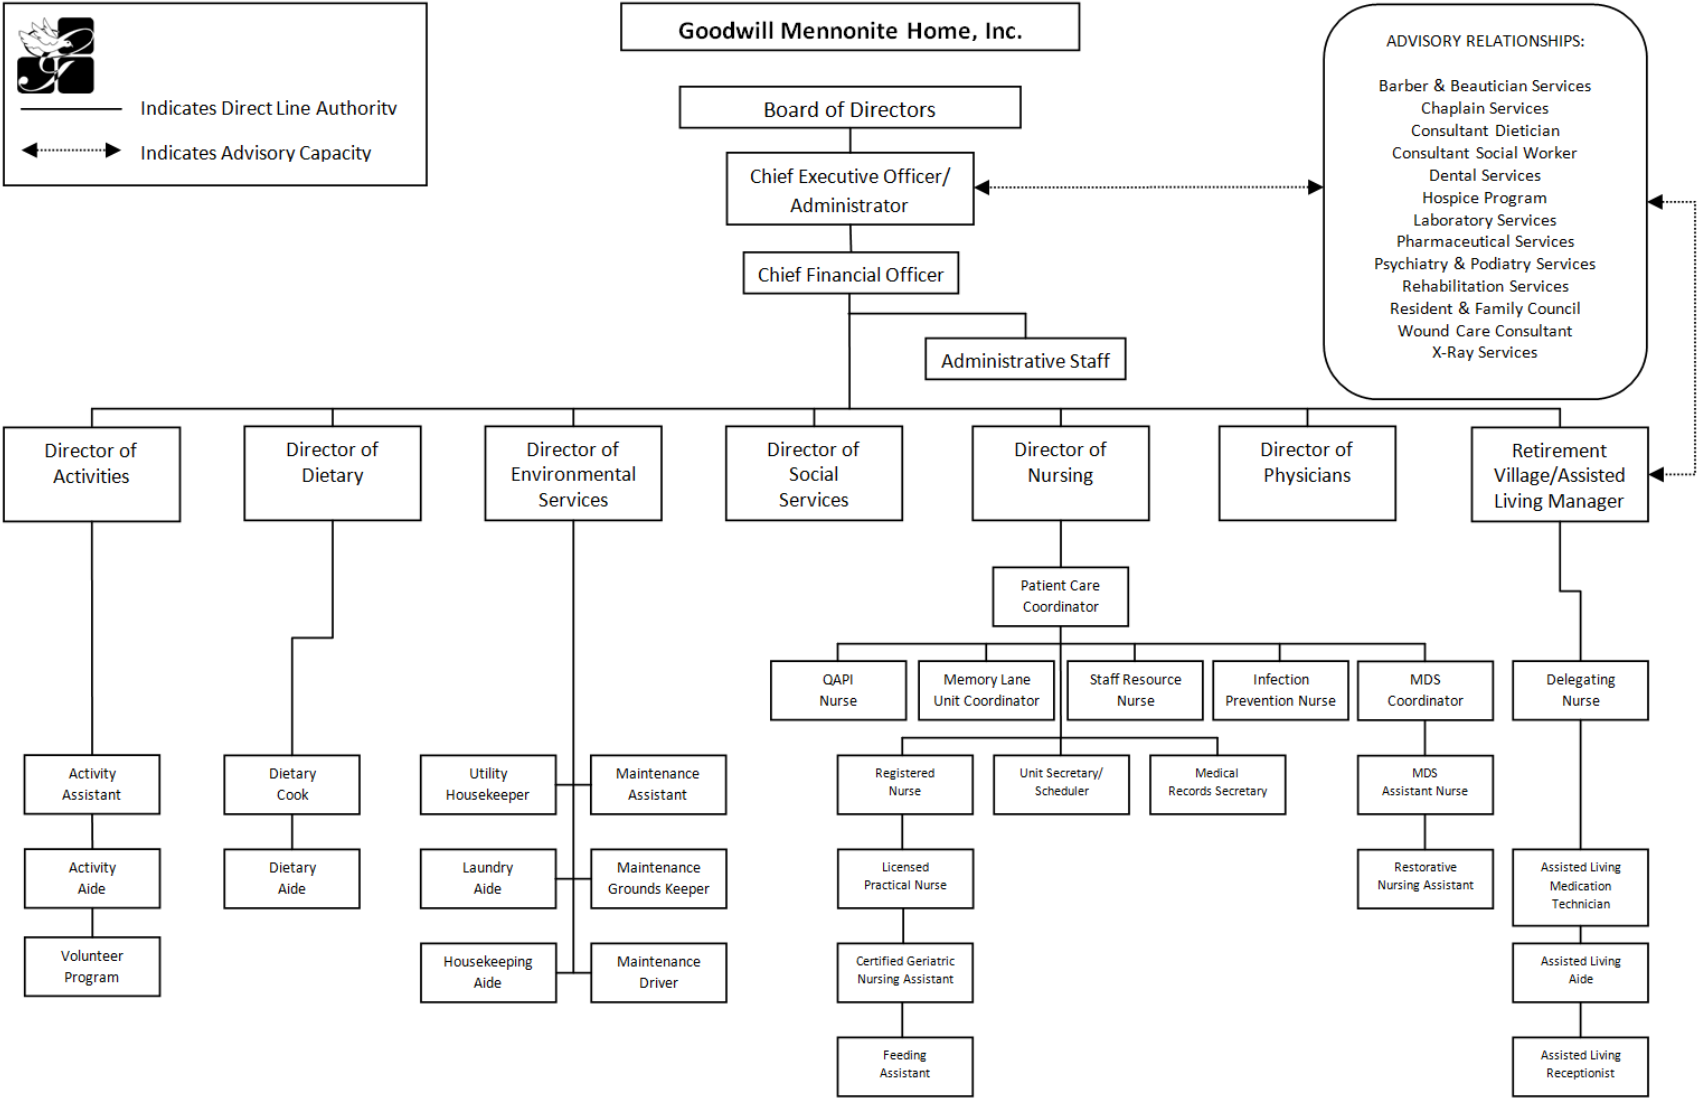 Goodwill Mennonite Home, Inc.
Indicates Direct Line Authority
Indicates Advisory Capacity
Board of Directors
Chief Executive Officer/
Administrator
Chief Financial Officer
Administrative Staff
ADVISORY RELATIONSHIPS:
Barber & Beautician Services
Chaplain Services
Consultant Dietician
Consultant Social Worker
Dental Services
Hospice Program
Laboratory Services
Pharmaceutical Services
Psychiatry & Podiatry Services
Rehabilitation Services
Resident & Family Council
Wound Care Consultant
X-Ray Services
Director of
Activities
Director of
Dietary
Director of
Environmental
Services
Director of
Social
Services
Director of
Nursing
Director of
Physicians
Retirement
Village/Assisted
Living Manager
Patient Care
Coordinator
QAPI
Nurse
Memory Lane
Unit Coordinator
Staff Resource
Nurse
Infection
Prevention Nurse
MDS
Coordinator
Delegating
Nurse
Activity
Assistant
Dietary
Cook
Utility
Housekeeper
Maintenance
Assistant
Registered
Nurse
Unit Secretary/
Scheduler
Medical
Records Secretary
MDS
Assistant Nurse
Activity
Aide
Dietary
Aide
Laundry
Aide
Maintenance
Grounds Keeper
Licensed
Practical Nurse
Restorative
Nursing Assistant
Assisted Living
Medication
Technician
Volunteer
Program
Housekeeping
Aide
Maintenance
Driver
Certified Geriatric
Nursing Assistant
Assisted Living
Aide
Feeding
Assistant
Assisted Living
Receptionist